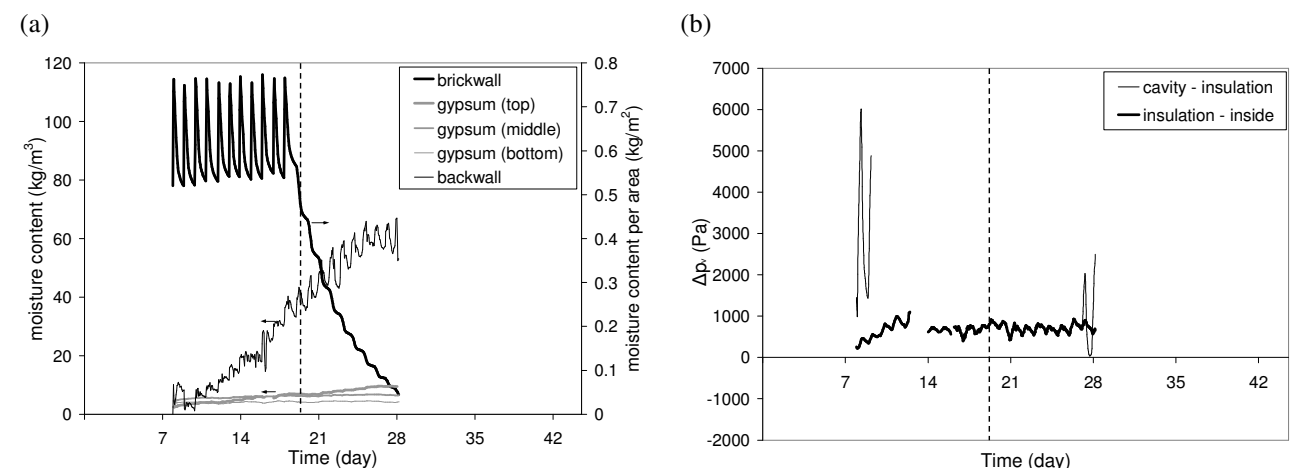 (a)
120
100
80
60
40
20
0
moisture content (kg/m³)
7
14
21
28
35
42
Time (day)
0.8
0.7
0.6
0.5
0.4
0.3
0.2
0.1
0
moisture content per area (kg/m²)
brickwall
gypsum (top)
gypsum (middle)
gypsum (bottom)
backwall
(b)
7000
6000
5000
4000
3000
2000
1000
0
-1000
-2000
Δpᵥ (Pa)
7
14
21
28
35
42
Time (day)
cavity - insulation
insulation - inside